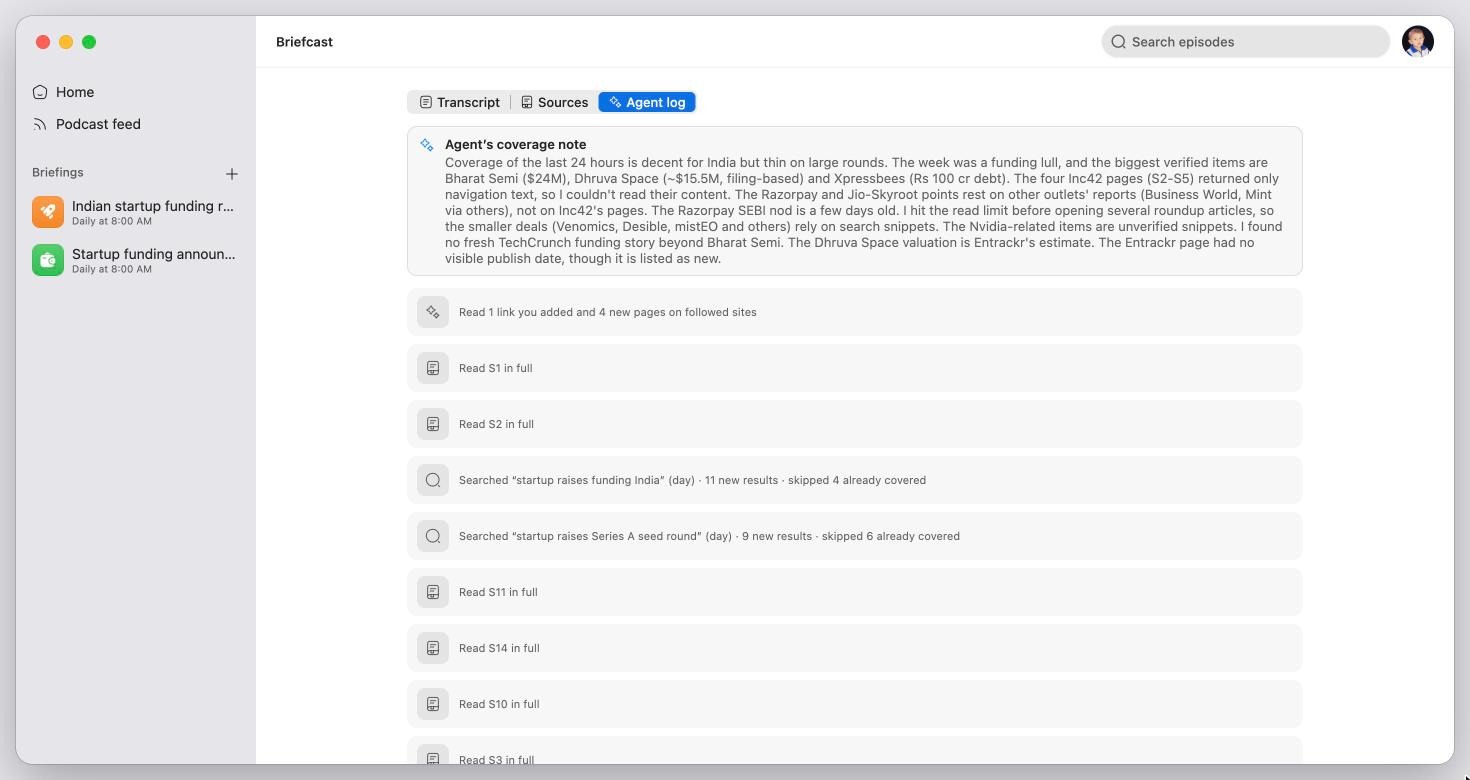 Briefcast
Search episodes
Home
Podcast feed
Briefings
Indian startup funding r...
Daily at 8:00 AM
Startup funding announ...
Daily at 8:00 AM
Transcript
Sources
Agent log
Agent's coverage note
Coverage of the last 24 hours is decent for India but thin on large rounds. The week was a funding lull, and the biggest verified items are
Bharat Semi ($24M), Dhruva Space (~$15.5M, filing-based) and Xpressbees (Rs 100 cr debt). The four Inc42 pages (S2-S5) returned only
navigation text, so I couldn't read their content. The Razorpay and Jio-Skyroot points rest on other outlets' reports (Business World, Mint
via others), not on Inc42's pages. The Razorpay SEBI nod is a few days old. I hit the read limit before opening several roundup articles, so
the smaller deals (Venomics, Desible, mistEO and others) rely on search snippets. The Nvidia-related items are unverified snippets. I found
no fresh TechCrunch funding story beyond Bharat Semi. The Dhruva Space valuation is Entrackr's estimate. The Entrackr page had no
visible publish date, though it is listed as new.
Read 1 link you added and 4 new pages on followed sites
Read S1 in full
Read S2 in full
Searched “startup raises funding India” (day) · 11 new results · skipped 4 already covered
Searched “startup raises Series A seed round” (day) · 9 new results · skipped 6 already covered
Read S11 in full
Read S14 in full
Read S10 in full
Read S3 in full